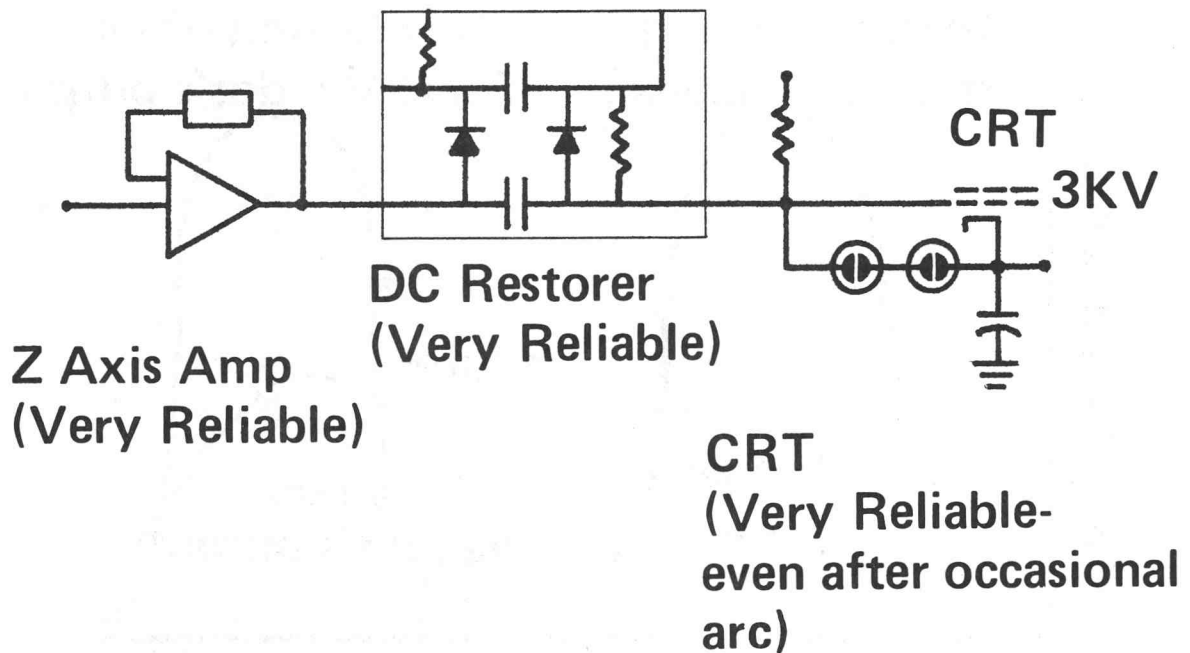 CRT
3KV
DC Restorer
(Very Reliable)
Z Axis Amp
(Very Reliable)
CRT
(Very Reliable-
even after occasional
arc)